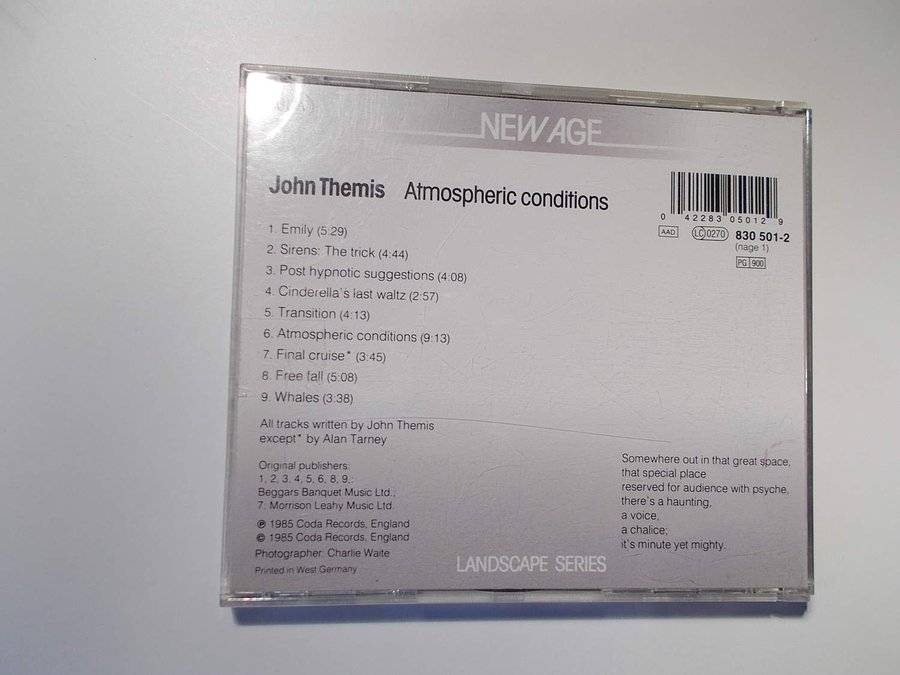 NEW AGE
John Themis Atmospheric conditions
0 42283 05012 9
AAD LC 0270 830 501-2
(nage 1)
PG 900
1. Emily (5:29)
2. Sirens: The trick (4:44)
3. Post hypnotic suggestions (4:08)
4. Cinderella's last waltz (2:57)
5. Transition (4:13)
6. Atmospheric conditions (9:13)
7. Final cruise* (3:45)
8. Free fall (5:08)
9. Whales (3:38)
All tracks written by John Themis
except* by Alan Tarney
Original publishers:
1, 2, 3, 4, 5, 6, 8, 9,:
Beggars Banquet Music Ltd.;
7. Morrison Leahy Music Ltd.
℗ 1985 Coda Records, England
© 1985 Coda Records, England
Photographer: Charlie Waite
Printed in West Germany
Somewhere out in that great space,
that special place
reserved for audience with psyche,
there's a haunting,
a voice,
a chalice;
it's minute yet mighty.
LANDSCAPE SERIES